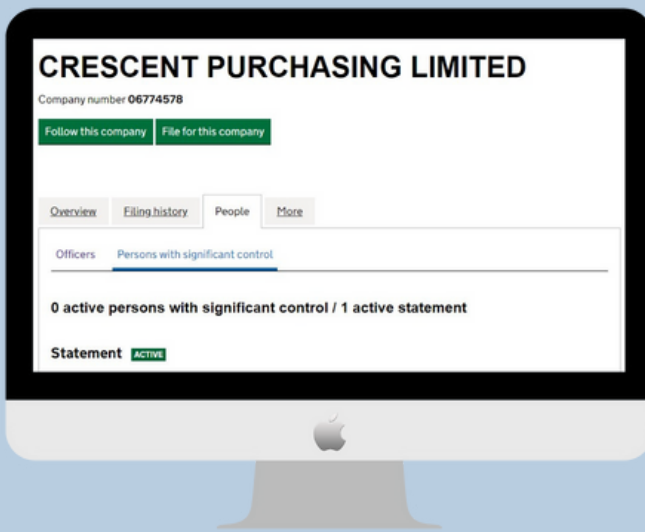 CRESCENT PURCHASING LIMITED
Company number 06774578
Follow this company File for this company
Overview Filing history People More
Officers Persons with significant control
0 active persons with significant control / 1 active statement
Statement ACTIVE